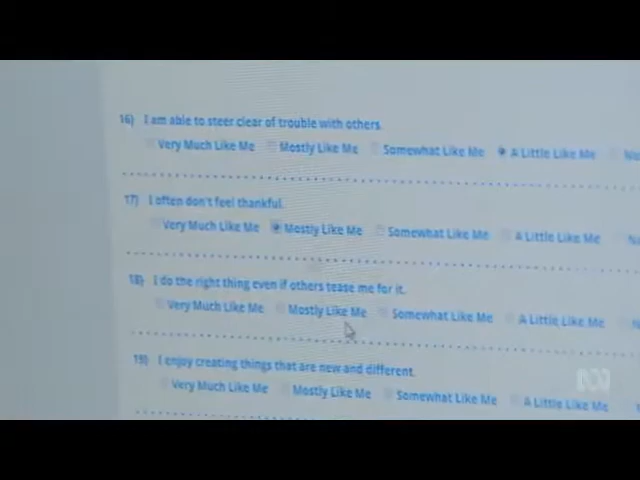 16) I am able to steer clear of trouble with others.
Very Much Like Me Mostly Like Me Somewhat Like Me A Little Like Me
17) I often don't feel thankful.
Very Much Like Me Mostly Like Me Somewhat Like Me A Little Like Me
18) I do the right thing even if others tease me for it.
Very Much Like Me Mostly Like Me Somewhat Like Me A Little Like Me
19) I enjoy creating things that are new and different.
Very Much Like Me Mostly Like Me Somewhat Like Me A Little Like Me